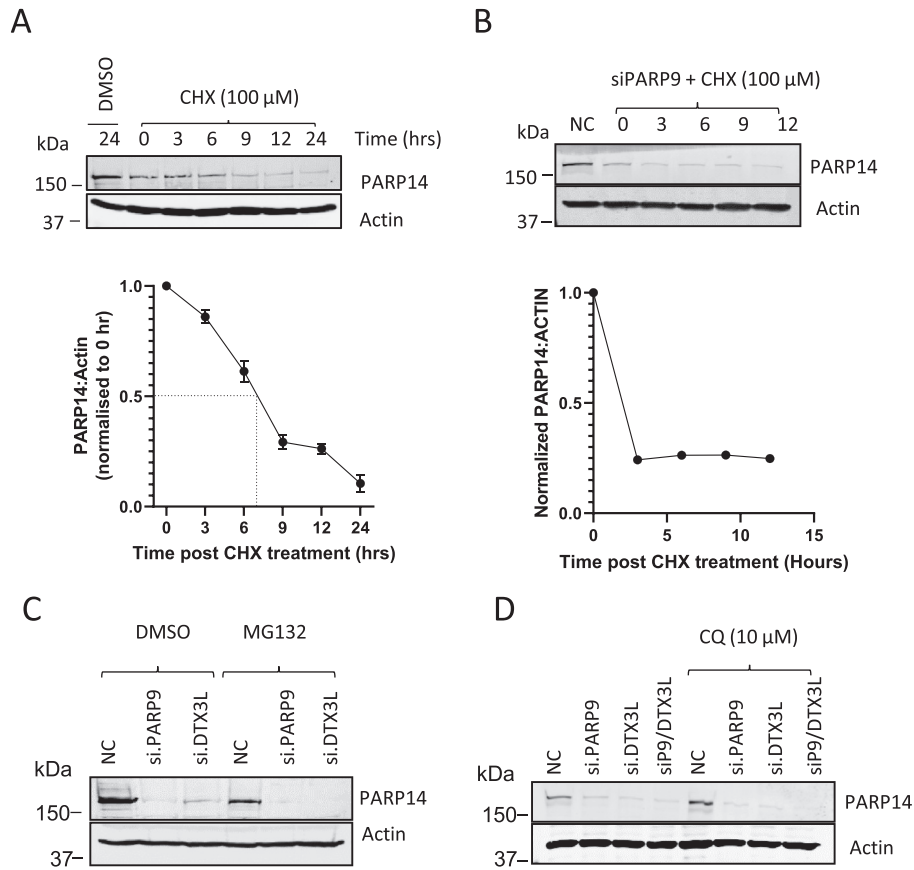 A
DMSO
CHX (100 µM)
kDa
24 0 3 6 9 12 24 Time (hrs)
150
PARP14
37
Actin
1.0
0.5
0.0
PARP14:Actin
(normalised to 0 hr)
0 3 6 9 12 24
Time post CHX treatment (hrs)
B
siPARP9 + CHX (100 µM)
kDa
NC 0 3 6 9 12
150
PARP14
37
Actin
1.0
0.5
0.0
Normalized PARP14:ACTIN
0 5 10 15
Time post CHX treatment (Hours)
C
DMSO MG132
NC si.PARP9 si.DTX3L NC si.PARP9 si.DTX3L
kDa
150
PARP14
Actin
37
D
CQ (10 µM)
NC si.PARP9 si.DTX3L siP9/DTX3L NC si.PARP9 si.DTX3L siP9/DTX3L
kDa
150
PARP14
37
Actin